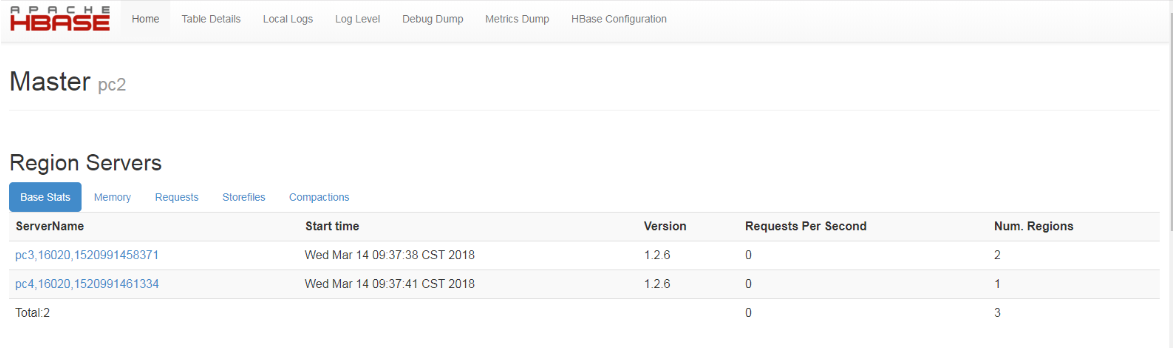 APACHE
HBASE Home Table Details Local Logs Log Level Debug Dump Metrics Dump HBase Configuration
Master pc2
Region Servers
Base Stats Memory Requests Storefiles Compactions
ServerName Start time Version Requests Per Second Num. Regions
pc3,16020,1520991458371 Wed Mar 14 09:37:38 CST 2018 1.2.6 0 2
pc4,16020,1520991461334 Wed Mar 14 09:37:41 CST 2018 1.2.6 0 1
Total:2 0 3